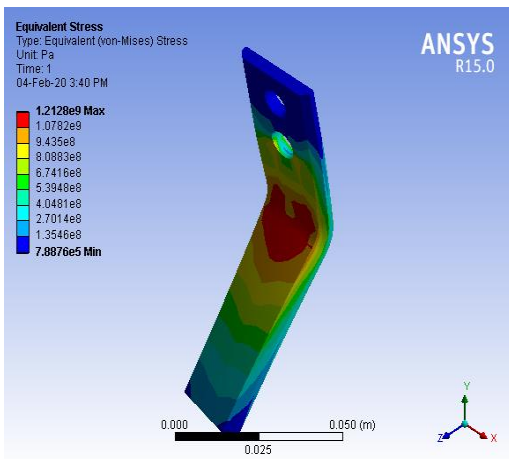 Equivalent Stress
Type: Equivalent (von-Mises) Stress
Unit: Pa
Time: 1
04-Feb-20 3:40 PM
ANSYS
R15.0
1.2128e9 Max
1.0782e9
9.435e8
8.0883e8
6.7416e8
5.3948e8
4.0481e8
2.7014e8
1.3546e8
7.8876e5 Min
0.000
0.050 (m)
0.025
Y
Z
X